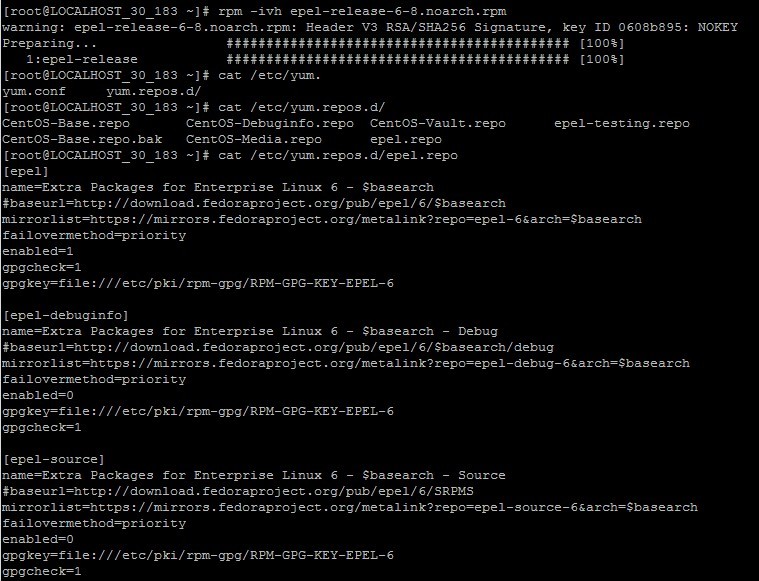 [root@LOCALHOST_30_183 ~]# rpm -ivh epel-release-6-8.noarch.rpm
warning: epel-release-6-8.noarch.rpm: Header V3 RSA/SHA256 Signature, key ID 0608b895: NOKEY
Preparing...                ########################################### [100%]
   1:epel-release           ########################################### [100%]
[root@LOCALHOST_30_183 ~]# cat /etc/yum.
yum.conf     yum.repos.d/
[root@LOCALHOST_30_183 ~]# cat /etc/yum.repos.d/
CentOS-Base.repo       CentOS-Debuginfo.repo  CentOS-Vault.repo      epel-testing.repo
CentOS-Base.repo.bak   CentOS-Media.repo      epel.repo
[root@LOCALHOST_30_183 ~]# cat /etc/yum.repos.d/epel.repo
[epel]
name=Extra Packages for Enterprise Linux 6 - $basearch
#baseurl=http://download.fedoraproject.org/pub/epel/6/$basearch
mirrorlist=https://mirrors.fedoraproject.org/metalink?repo=epel-6&arch=$basearch
failovermethod=priority
enabled=1
gpgcheck=1
gpgkey=file:///etc/pki/rpm-gpg/RPM-GPG-KEY-EPEL-6

[epel-debuginfo]
name=Extra Packages for Enterprise Linux 6 - $basearch - Debug
#baseurl=http://download.fedoraproject.org/pub/epel/6/$basearch/debug
mirrorlist=https://mirrors.fedoraproject.org/metalink?repo=epel-debug-6&arch=$basearch
failovermethod=priority
enabled=0
gpgkey=file:///etc/pki/rpm-gpg/RPM-GPG-KEY-EPEL-6
gpgcheck=1

[epel-source]
name=Extra Packages for Enterprise Linux 6 - $basearch - Source
#baseurl=http://download.fedoraproject.org/pub/epel/6/SRPMS
mirrorlist=https://mirrors.fedoraproject.org/metalink?repo=epel-source-6&arch=$basearch
failovermethod=priority
enabled=0
gpgkey=file:///etc/pki/rpm-gpg/RPM-GPG-KEY-EPEL-6
gpgcheck=1